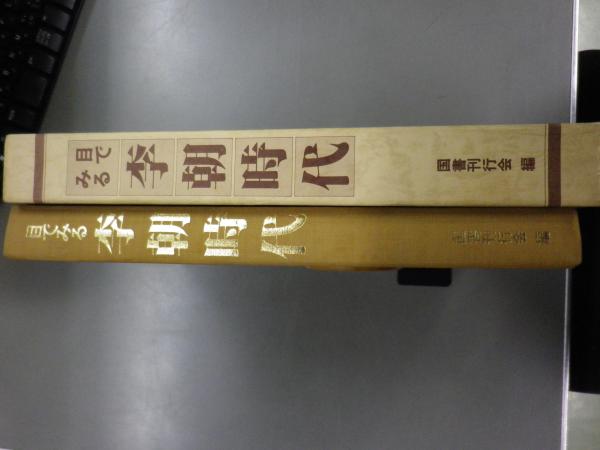 目で
みる
李朝時代
国書刊行会 編
目でみる 李朝時代
国書刊行会 編